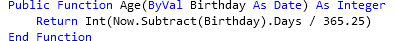 Public Function Age(ByVal Birthday As Date) As Integer
    Return Int(Now.Subtract(Birthday).Days / 365.25)
End Function